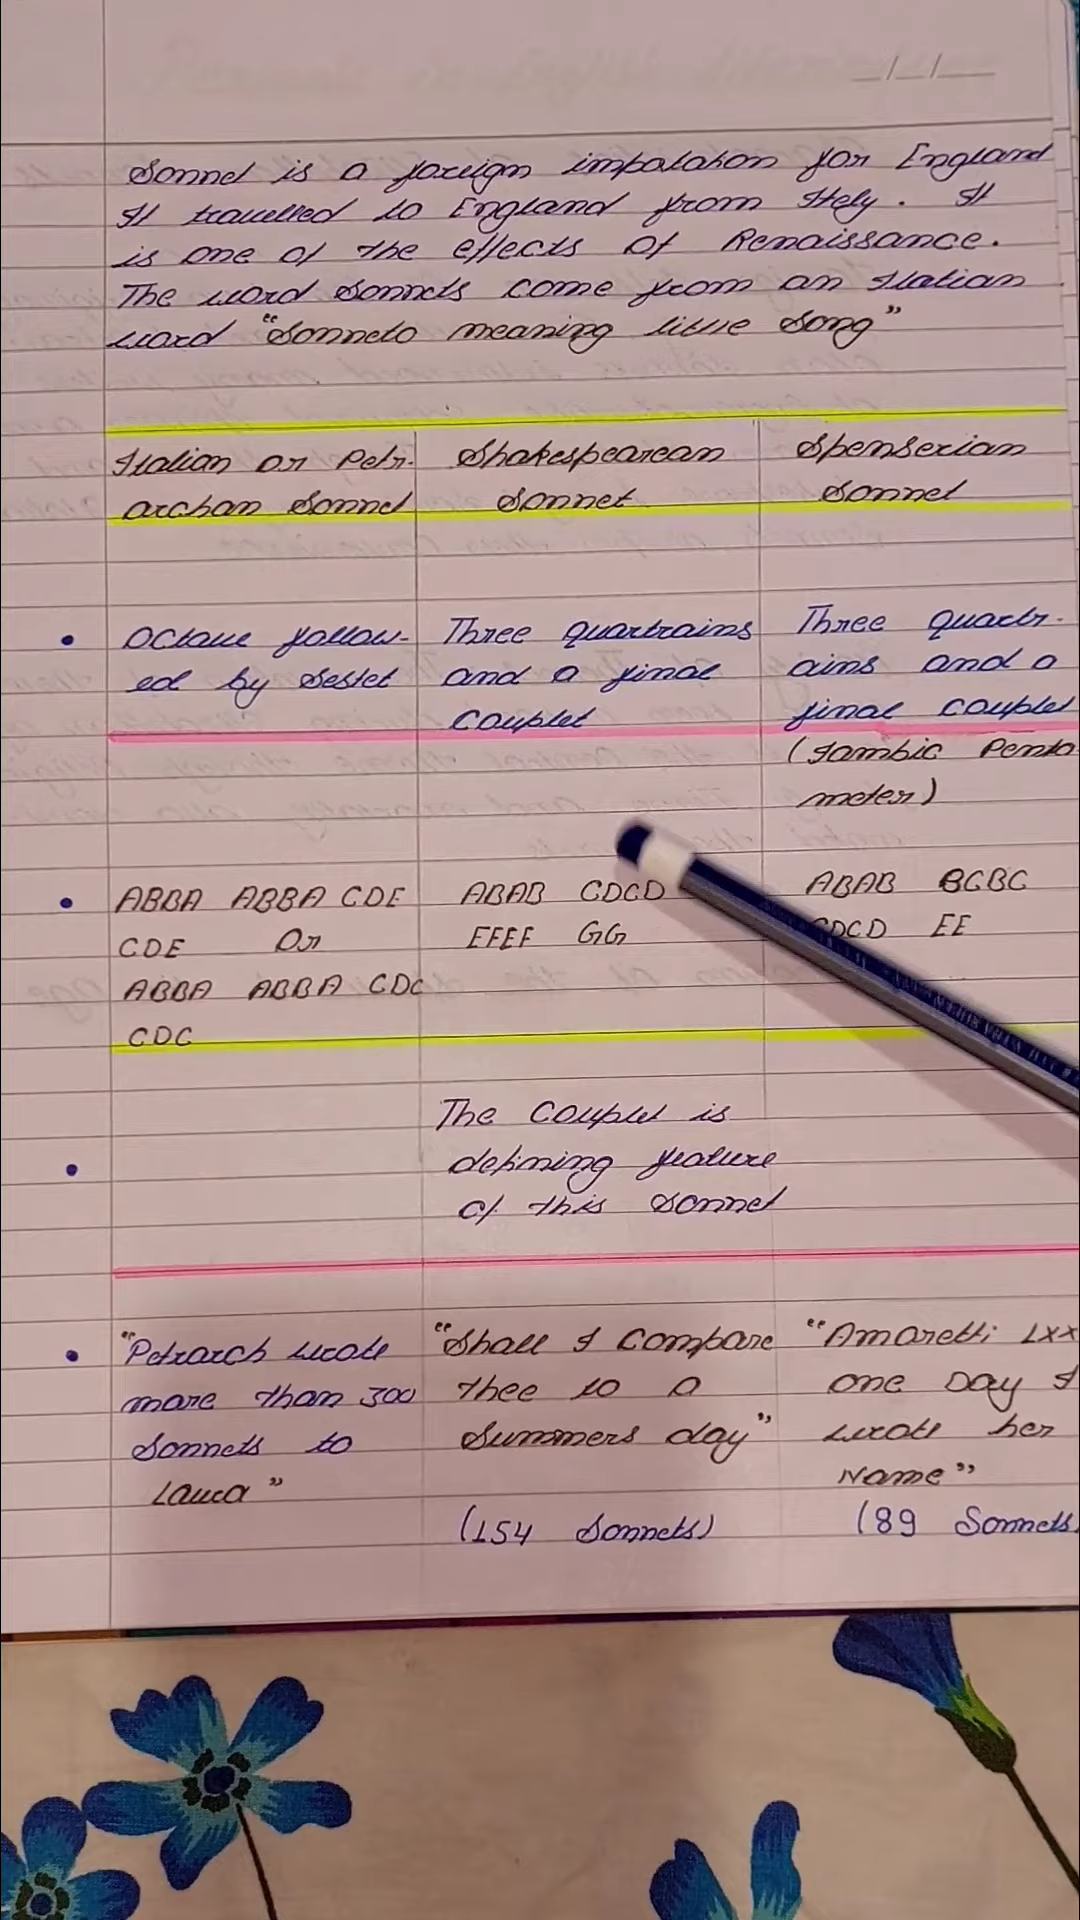 Sonnet is a foreign impotation for England
It travelled to England from Itely. It
is one of the effects of Renaissance.
The word Sonnets come from an Italian
word "Sonneto meaning little Song"
Italian or Petr-
archan Sonnet
Shakespearean
Sonnet
Spenserian
Sonnet
Octave follow-
ed by Sestet
Three quartrains
and a final
Couplet
Three quartr-
ains and a
final couplet
(Iambic Penta
meter)
ABBA ABBA CDE
CDE Or
ABBA ABBA CDC
CDC
ABAB CDCD
EFEF GG
ABAB BCBC
CDCD EE
The Couplet is
defining feature
of this Sonnet
"Petrarch wrote
more than 300
Sonnets to
Laura"
"Shall I Compare
thee to a
Summers day"
(154 Sonnets)
"Amoretti LXX
one Day I
wrote her
Name"
(89 Sonnets